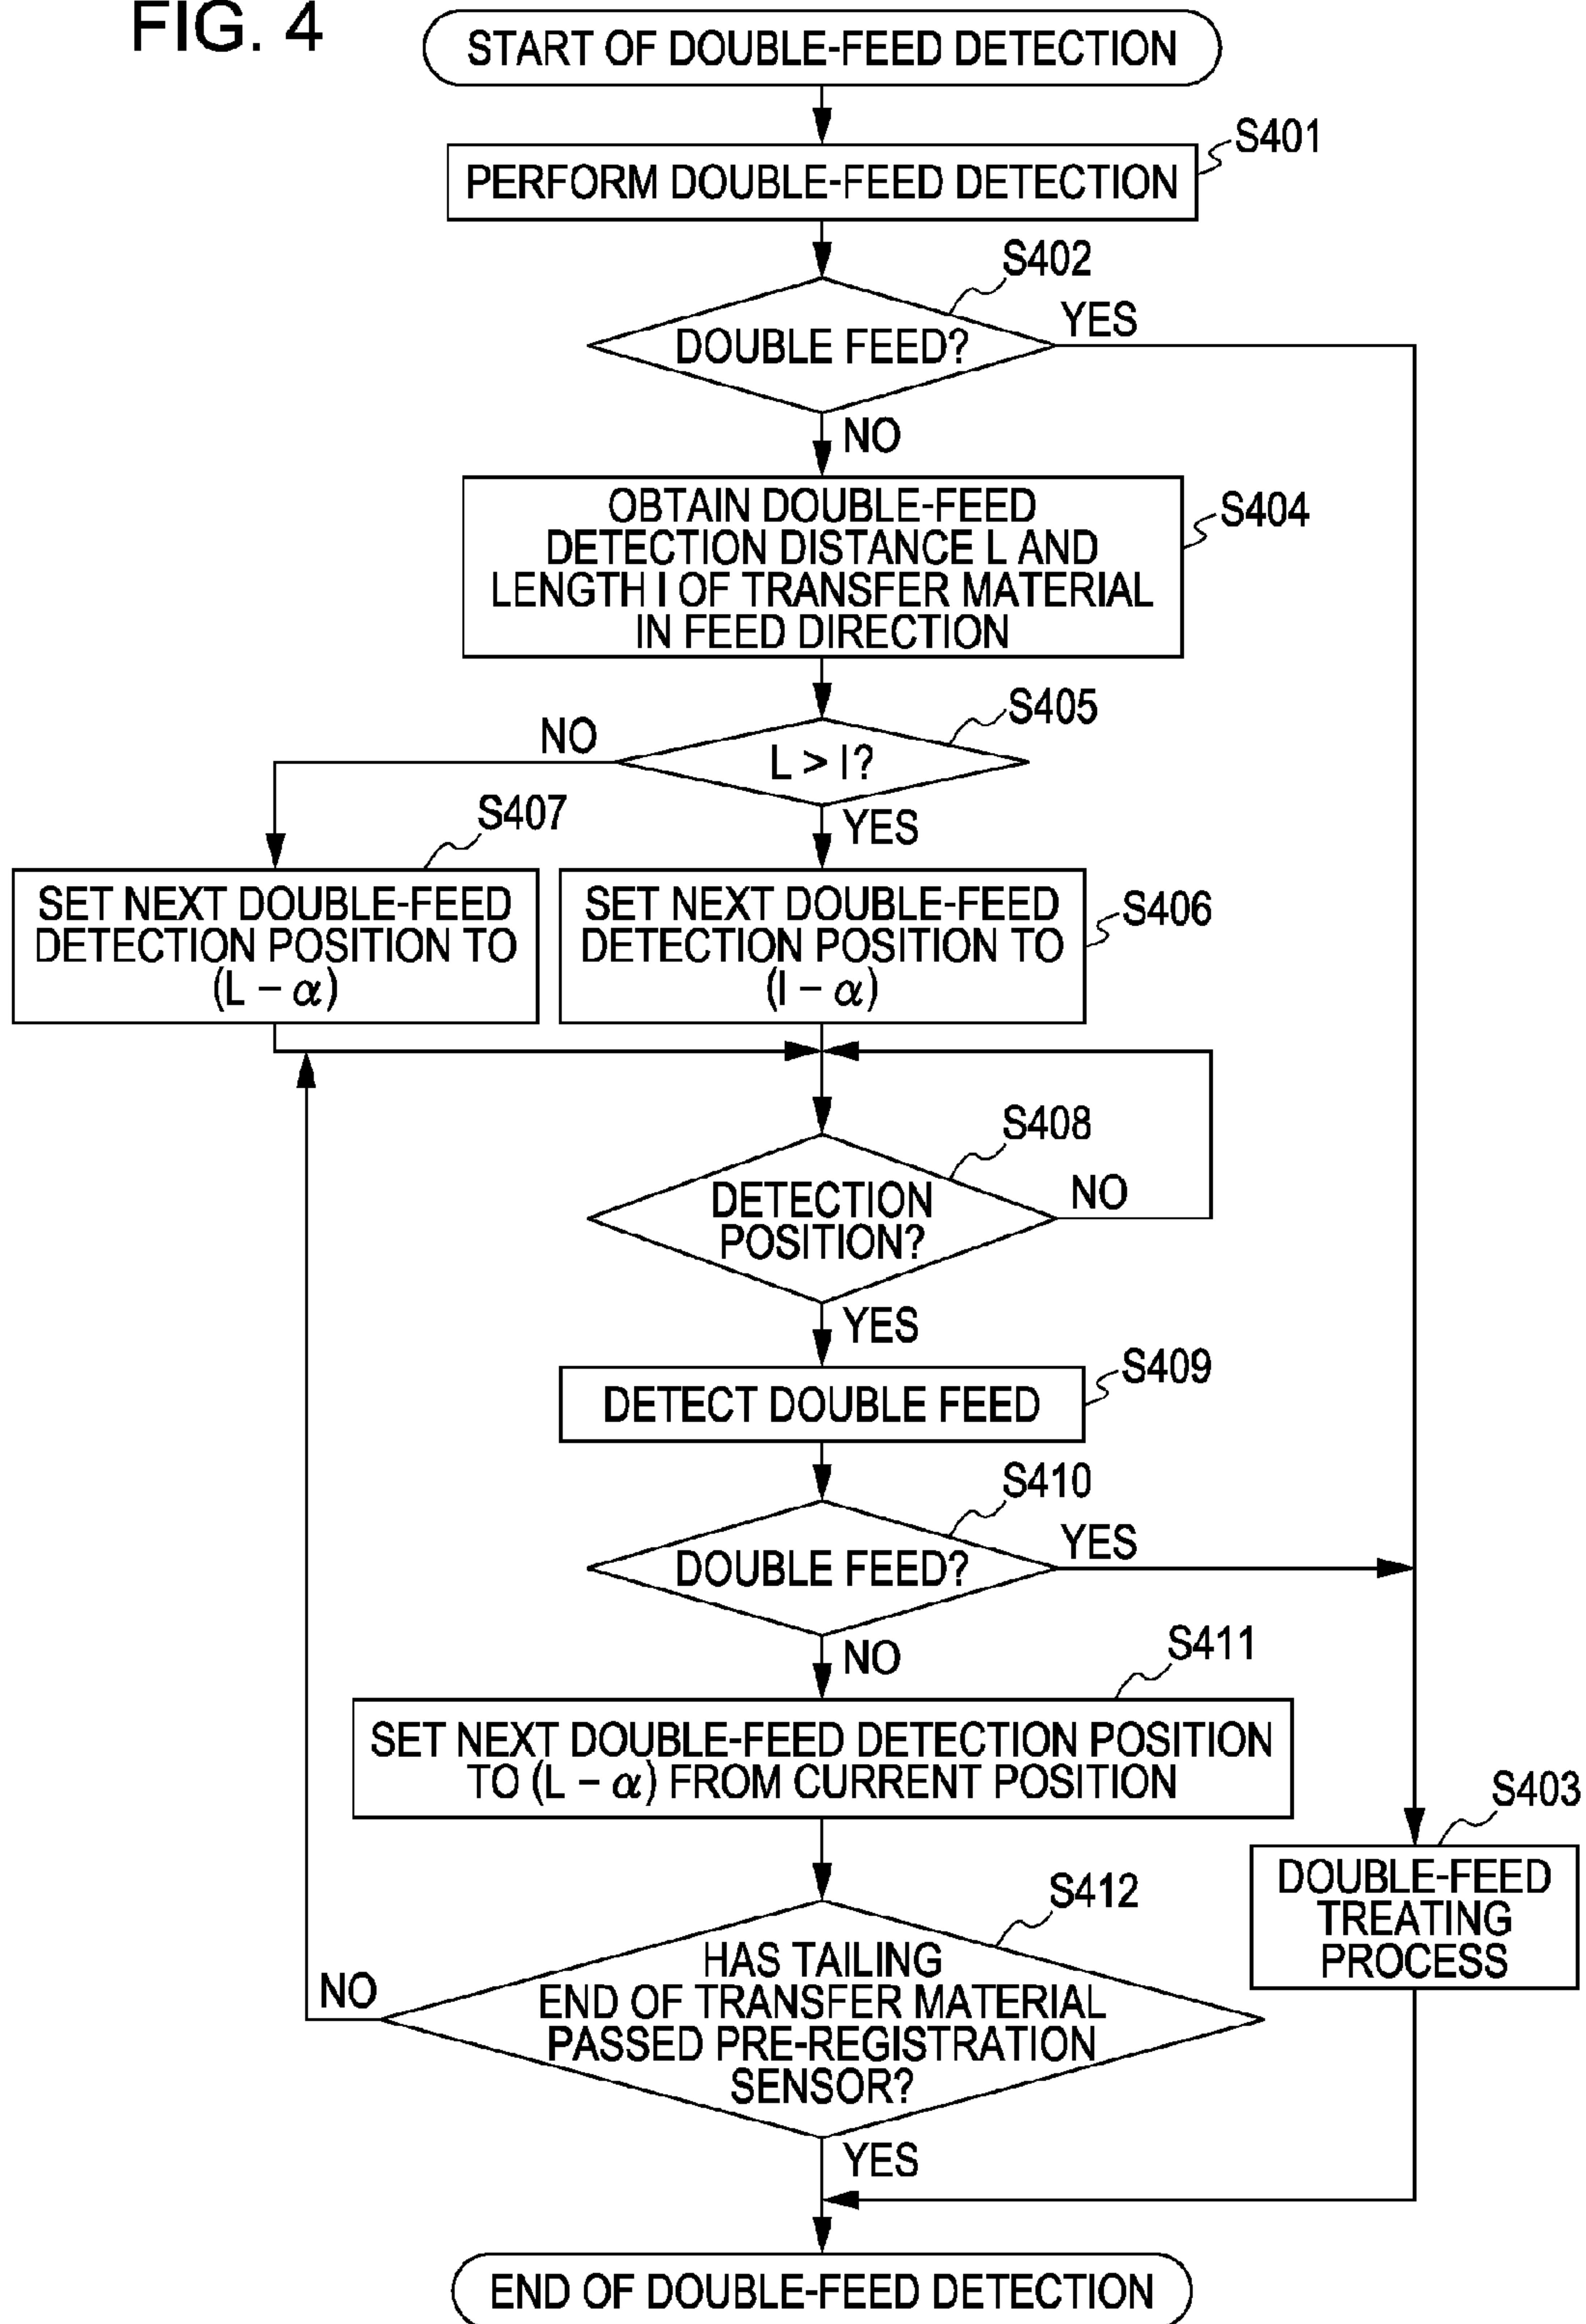 FIG. 4
START OF DOUBLE-FEED DETECTION
S401
PERFORM DOUBLE-FEED DETECTION
S402
DOUBLE FEED?
YES
NO
S404
OBTAIN DOUBLE-FEED
DETECTION DISTANCE L AND
LENGTH l OF TRANSFER MATERIAL
IN FEED DIRECTION
S405
L > l?
NO
YES
S407
SET NEXT DOUBLE-FEED
DETECTION POSITION TO
(L – α)
S406
SET NEXT DOUBLE-FEED
DETECTION POSITION TO
(l – α)
S408
DETECTION
POSITION?
NO
YES
S409
DETECT DOUBLE FEED
S410
DOUBLE FEED?
YES
NO
S411
SET NEXT DOUBLE-FEED DETECTION POSITION
TO (L – α) FROM CURRENT POSITION
S403
DOUBLE-FEED
TREATING
PROCESS
S412
HAS TAILING
END OF TRANSFER MATERIAL
PASSED PRE-REGISTRATION
SENSOR?
NO
YES
END OF DOUBLE-FEED DETECTION